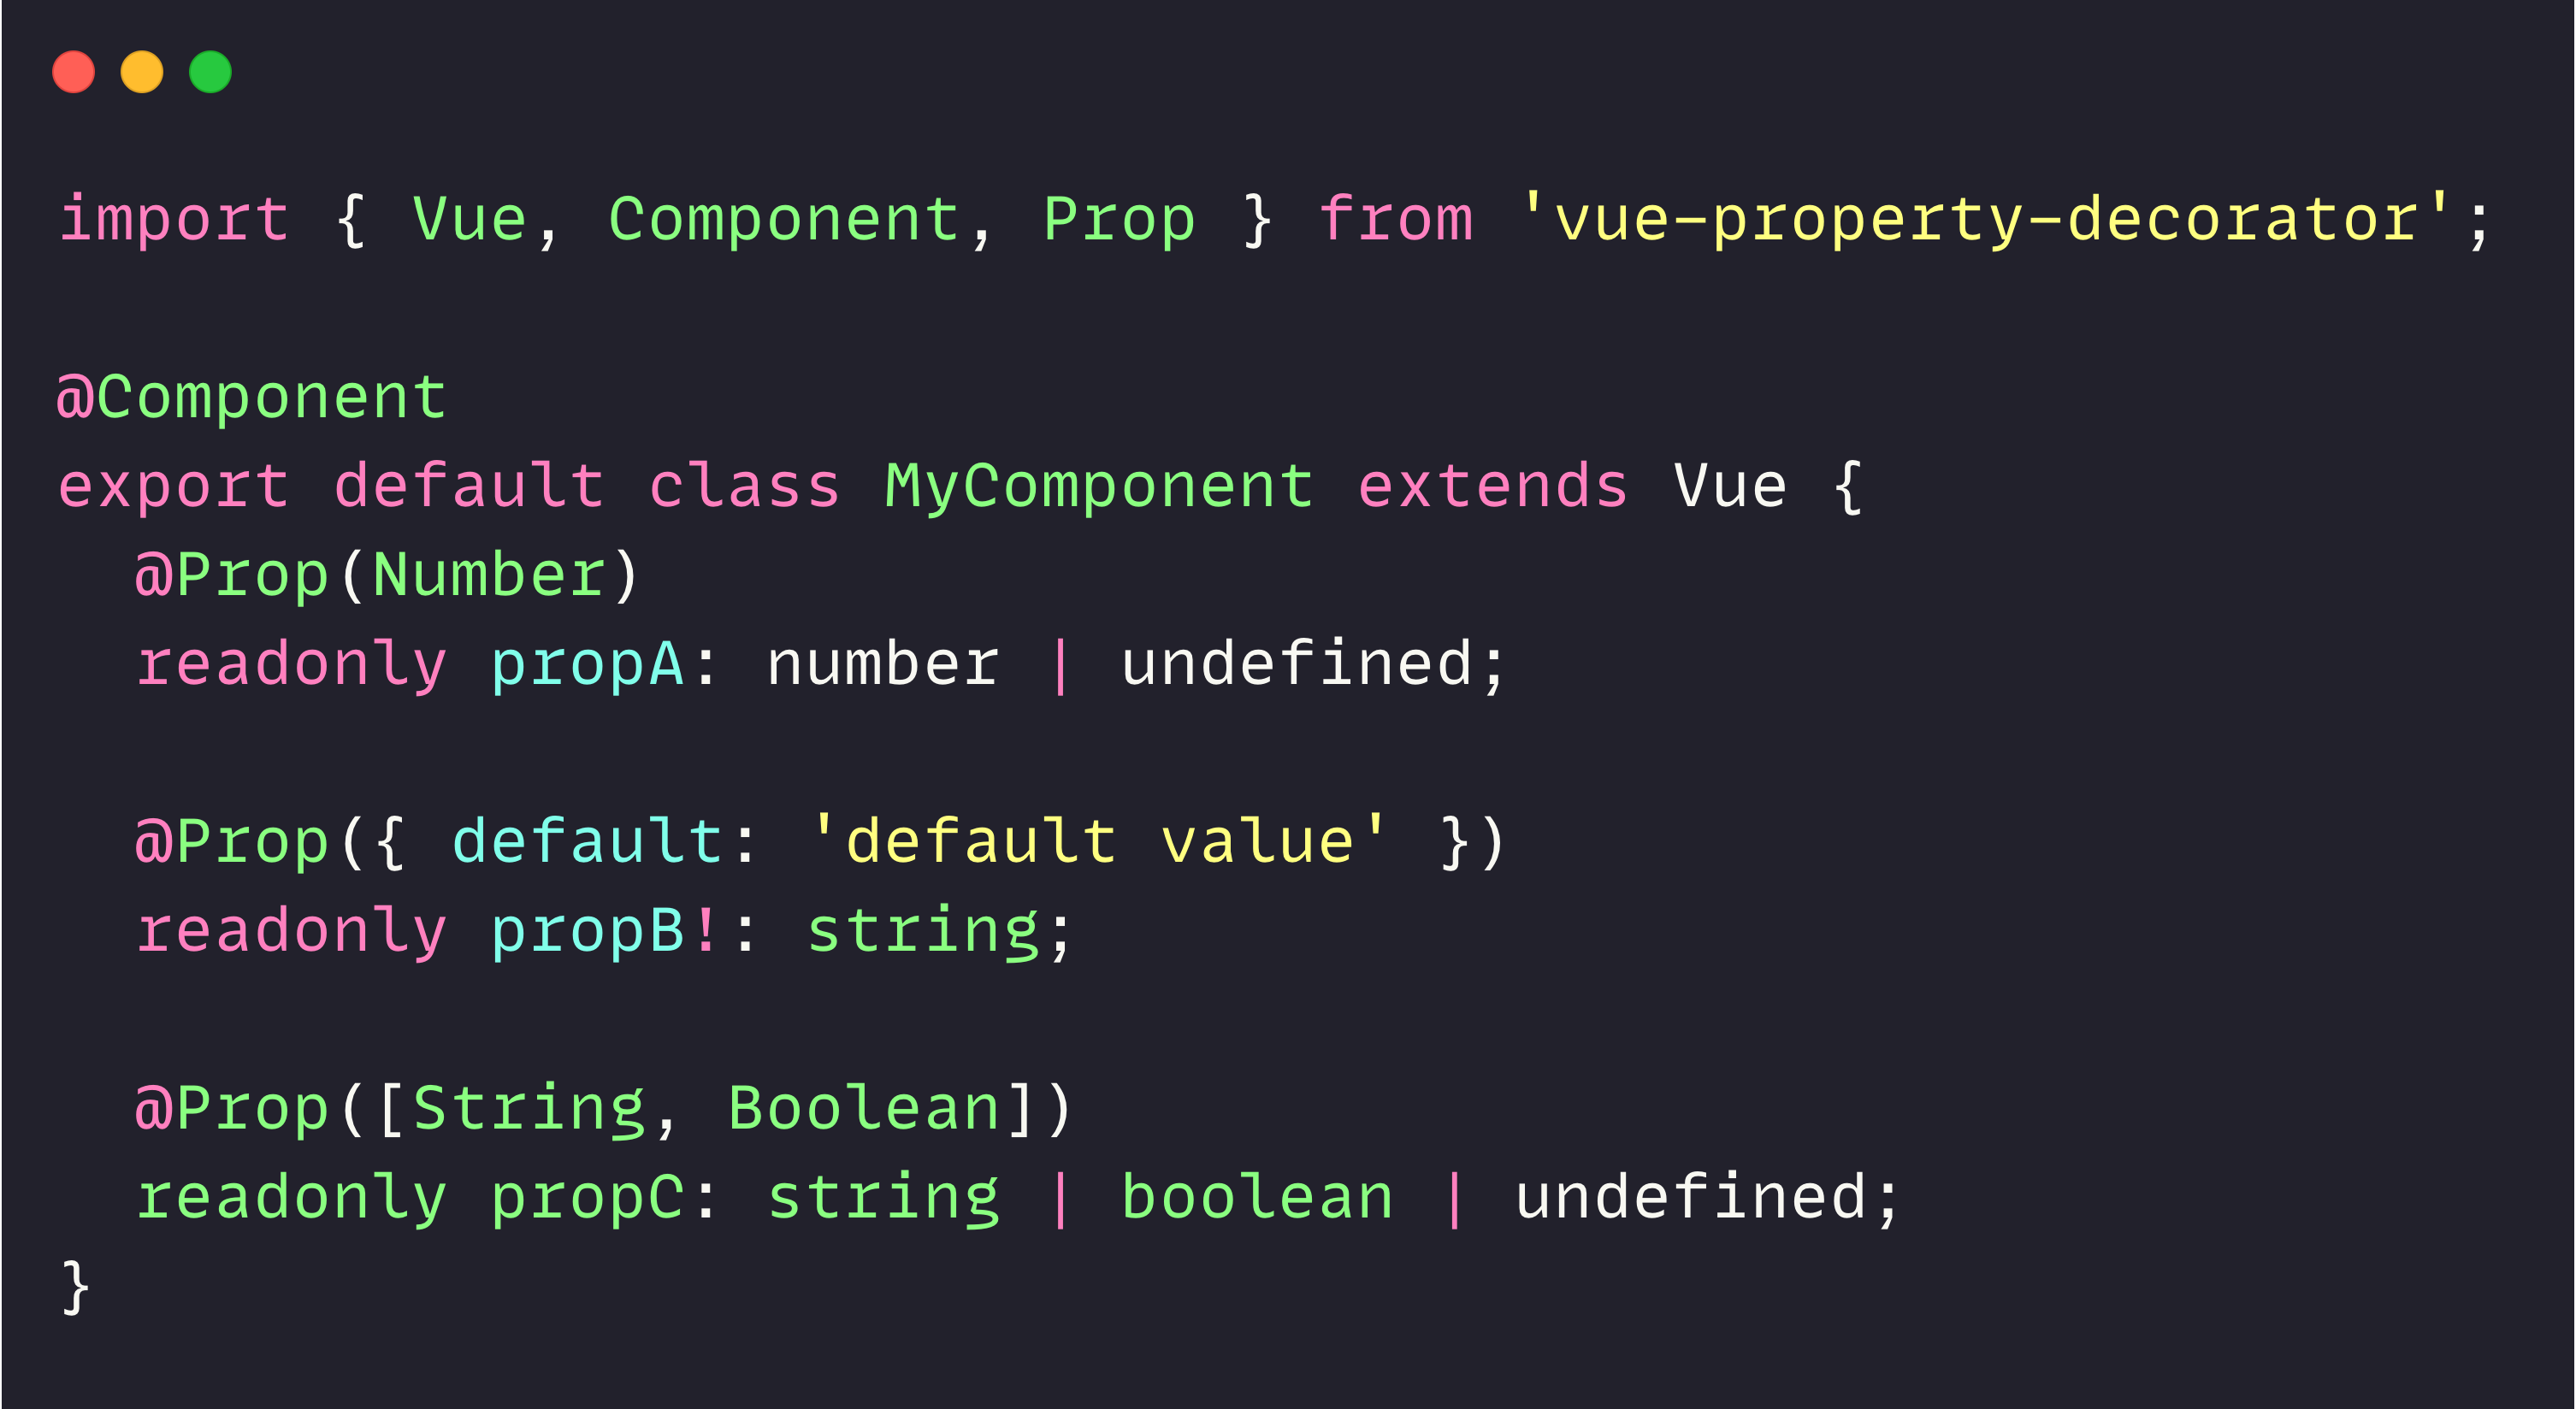 import { Vue, Component, Prop } from 'vue-property-decorator';
@Component
export default class MyComponent extends Vue {
  @Prop(Number)
  readonly propA: number | undefined;
  @Prop({ default: 'default value' })
  readonly propB!: string;
  @Prop([String, Boolean])
  readonly propC: string | boolean | undefined;
}